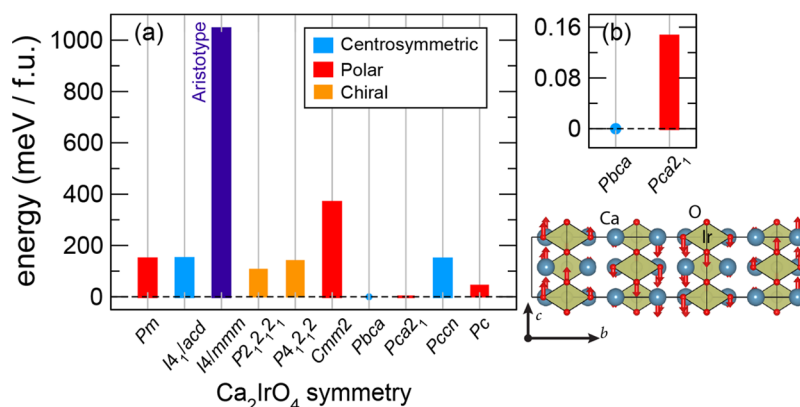 (a)
energy (meV / f.u.)
1000
800
600
400
200
0
Aristotype
Centrosymmetric
Polar
Chiral
Pm
I4₁/acd
I4/mmm
P2₁2₁2₁
P4₁2₁2
Cmm2
Pbca
Pca2₁
Pccn
Pc
Ca₂IrO₄ symmetry
(b)
0.16
0.08
0
Pbca
Pca2₁
Ca
O
Ir
c
b